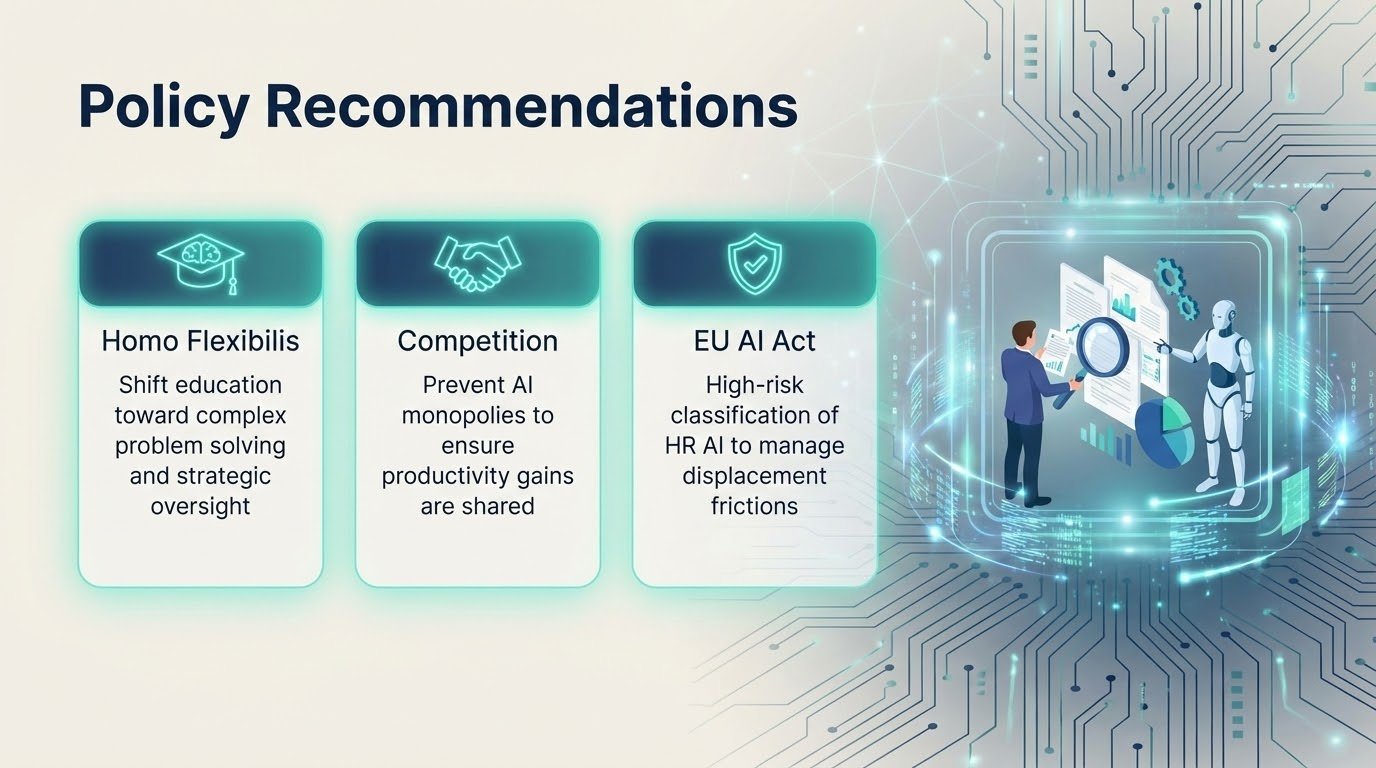 Policy Recommendations
Homo Flexibilis
Shift education
toward complex
problem solving
and strategic
oversight
Competition
Prevent AI
monopolies to
ensure
productivity gains
are shared
EU AI Act
High-risk
classification of
HR AI to manage
displacement
frictions